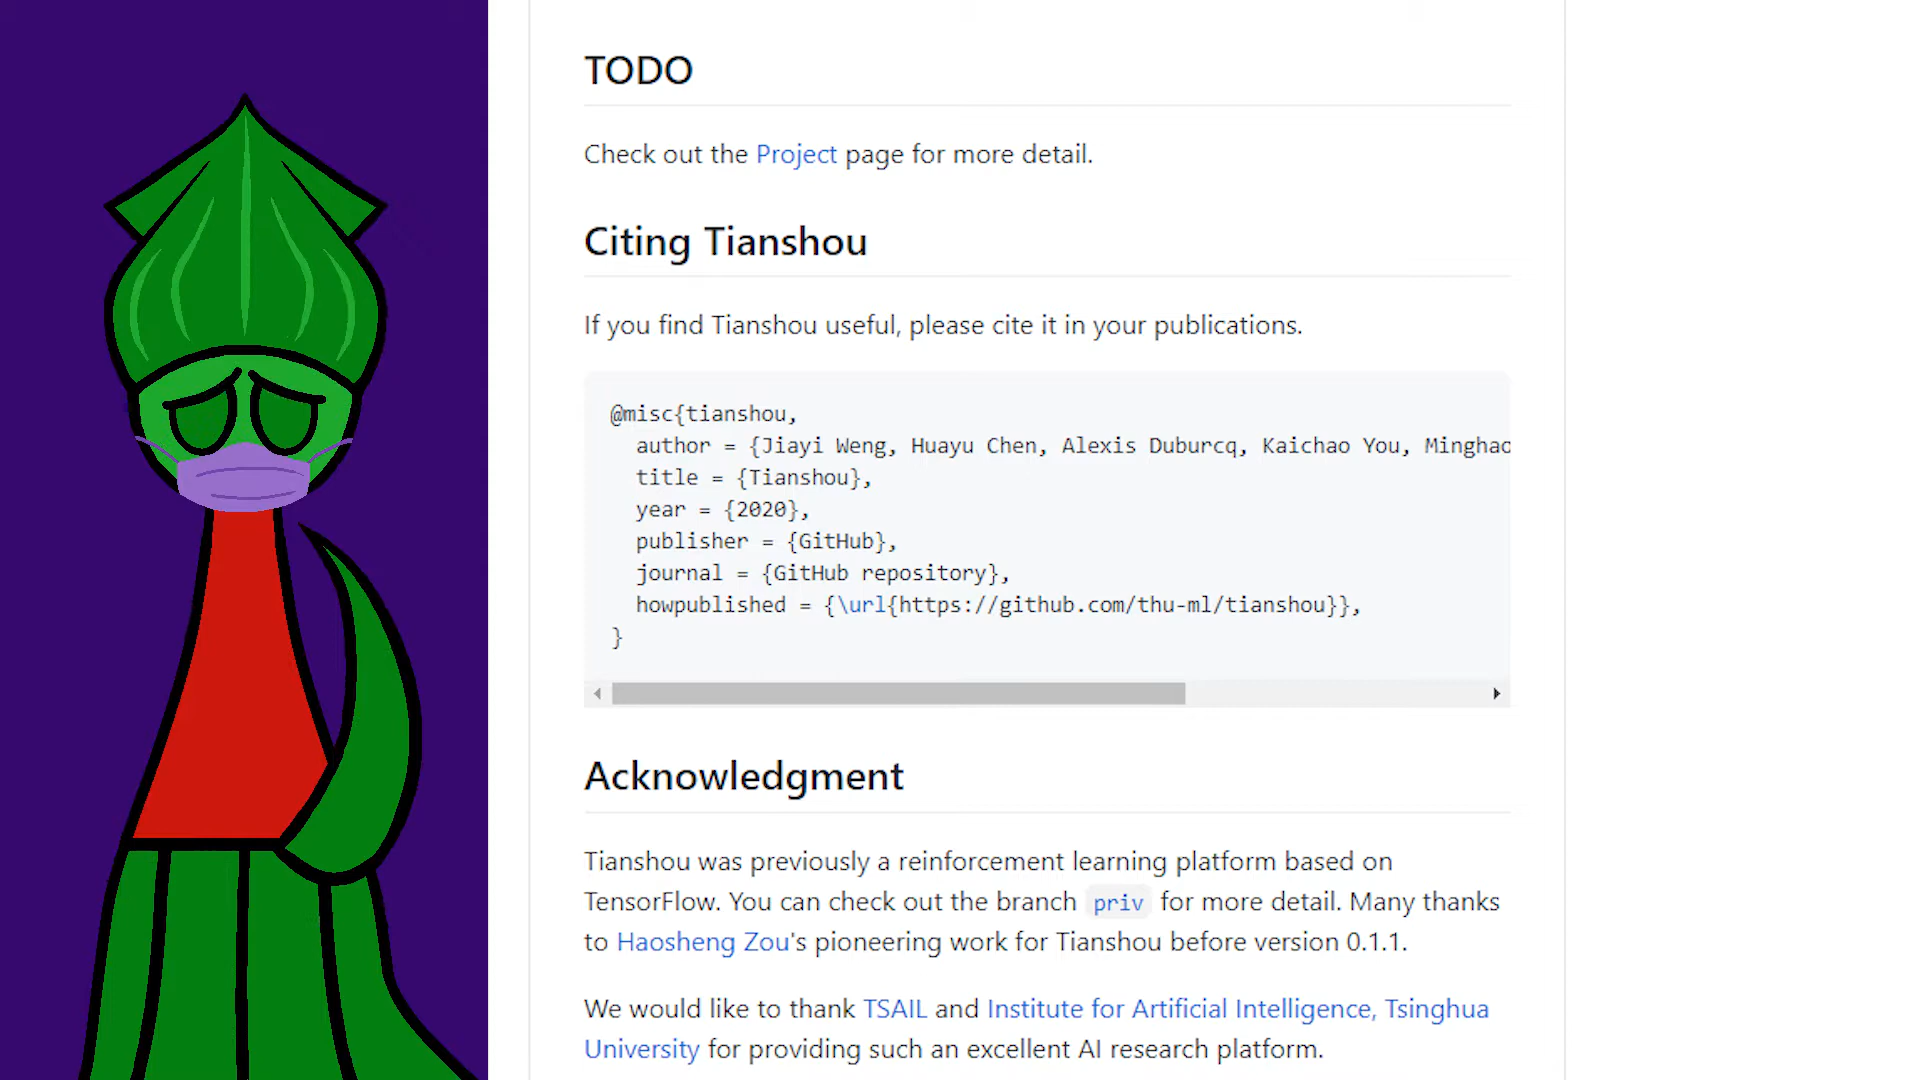 TODO
Check out the Project page for more detail.
Citing Tianshou
If you find Tianshou useful, please cite it in your publications.
@misc{tianshou,
author = {Jiayi Weng, Huayu Chen, Alexis Duburcq, Kaichao You, Minghao
title = {Tianshou},
year = {2020},
publisher = {GitHub},
journal = {GitHub repository},
howpublished = {\url{https://github.com/thu-ml/tianshou}},
}
Acknowledgment
Tianshou was previously a reinforcement learning platform based on
TensorFlow. You can check out the branch priv for more detail. Many thanks
to Haosheng Zou's pioneering work for Tianshou before version 0.1.1.
We would like to thank TSAIL and Institute for Artificial Intelligence, Tsinghua
University for providing such an excellent AI research platform.